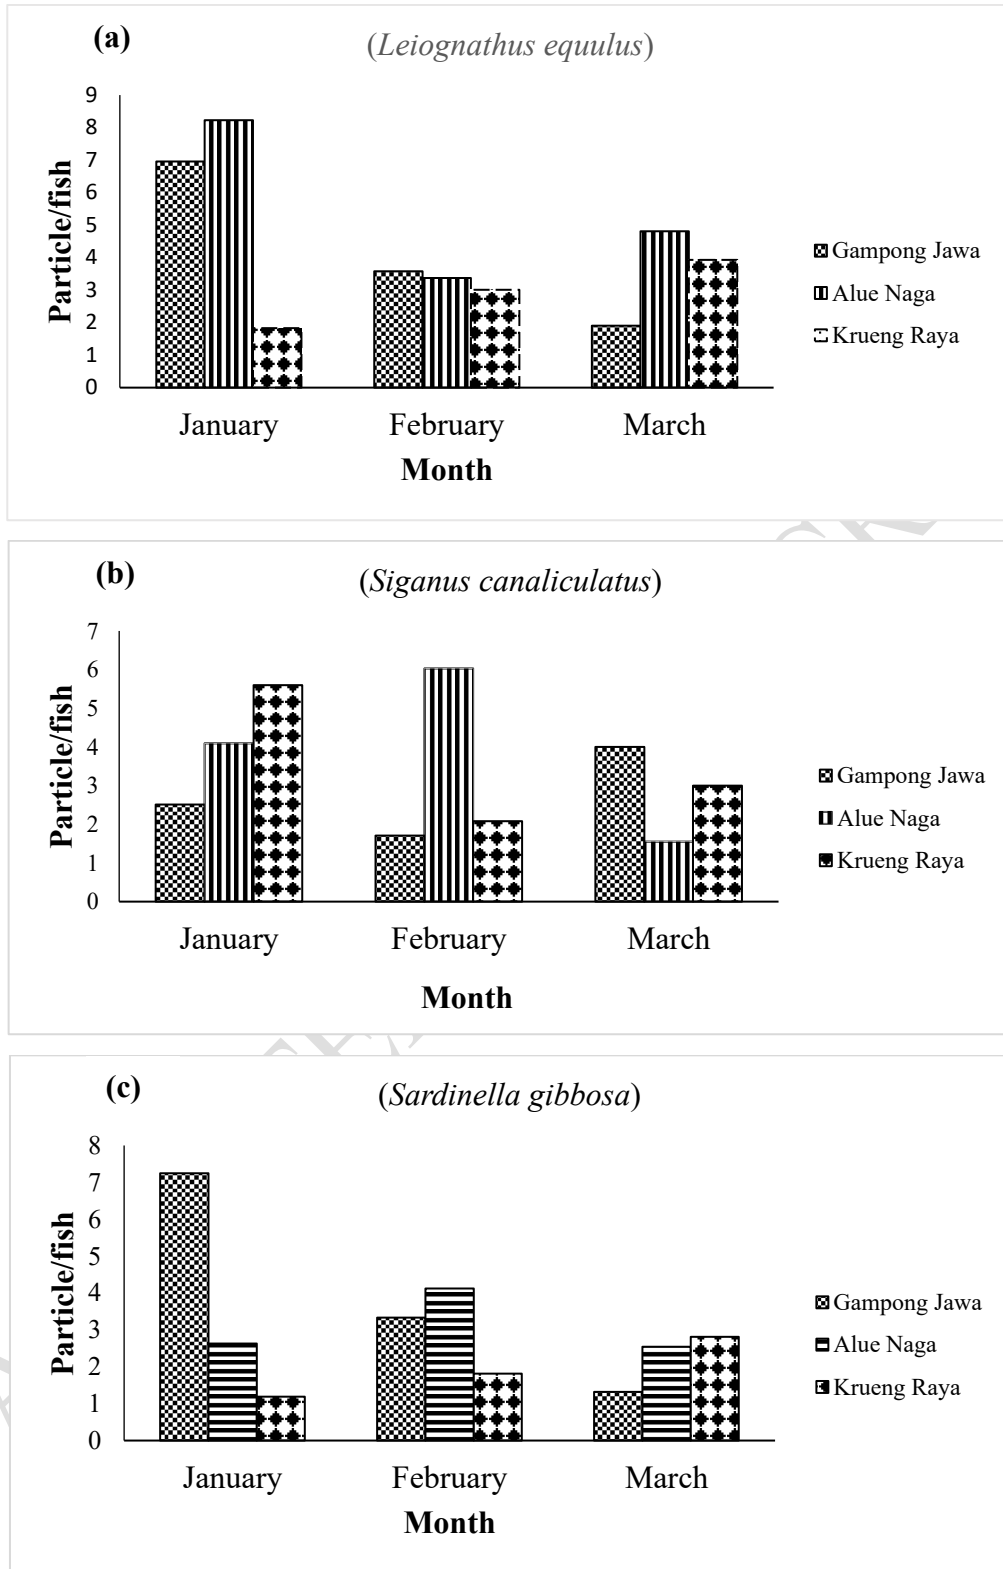 (a)
(Leiognathus equulus)
9
8
7
6
5
4
3
2
1
0
Particle/fish
January February March
Month
Gampong Jawa
Alue Naga
Krueng Raya
(b)
(Siganus canaliculatus)
7
6
5
4
3
2
1
0
Particle/fish
January February March
Month
Gampong Jawa
Alue Naga
Krueng Raya
(c)
(Sardinella gibbosa)
8
7
6
5
4
3
2
1
0
Particle/fish
January February March
Month
Gampong Jawa
Alue Naga
Krueng Raya